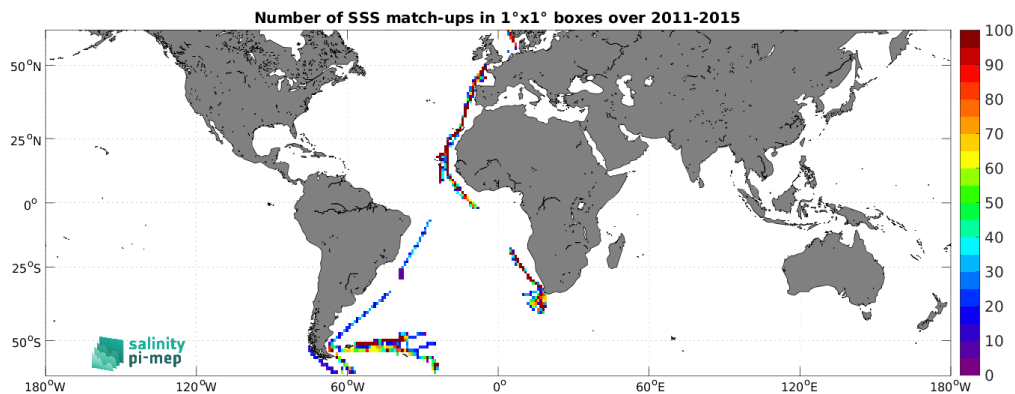 Number of SSS match-ups in 1°x1° boxes over 2011-2015
100
90
80
70
60
50
40
30
20
10
0
50°N
25°N
0°
25°S
50°S
salinity
pi-mep
180°W 120°W 60°W 0° 60°E 120°E 180°W